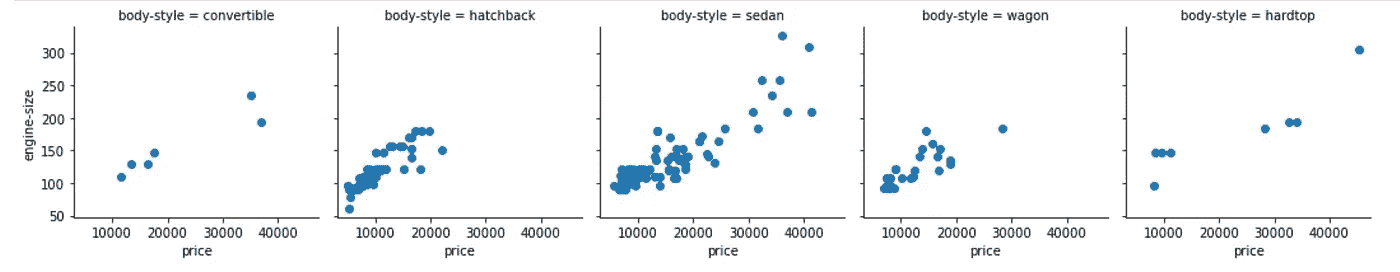 body-style = convertible
body-style = hatchback
body-style = sedan
body-style = wagon
body-style = hardtop
engine-size
300
250
200
150
100
50
10000 20000 30000 40000
10000 20000 30000 40000
10000 20000 30000 40000
10000 20000 30000 40000
10000 20000 30000 40000
price
price
price
price
price